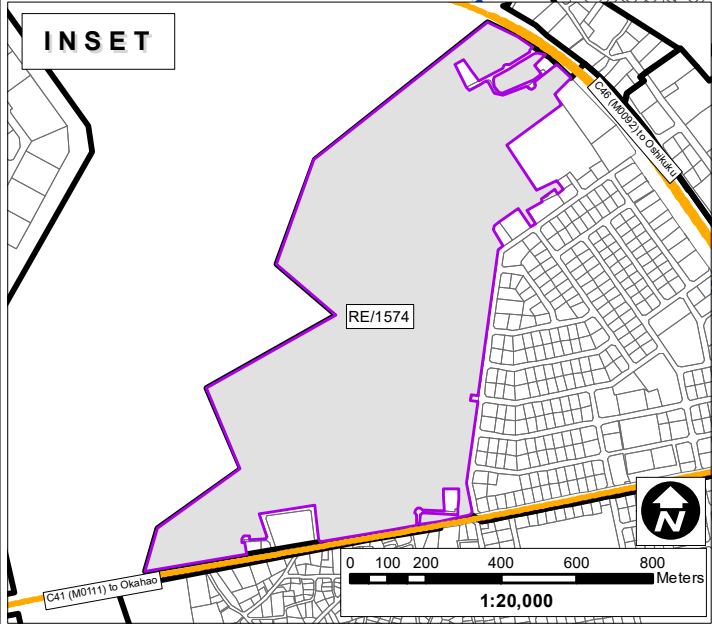 INSET
C46 (M0092) to Oshikuku
RE/1574
N
C41 (M0111) to Okahao
0 100 200 400 600 800
Meters
1:20,000